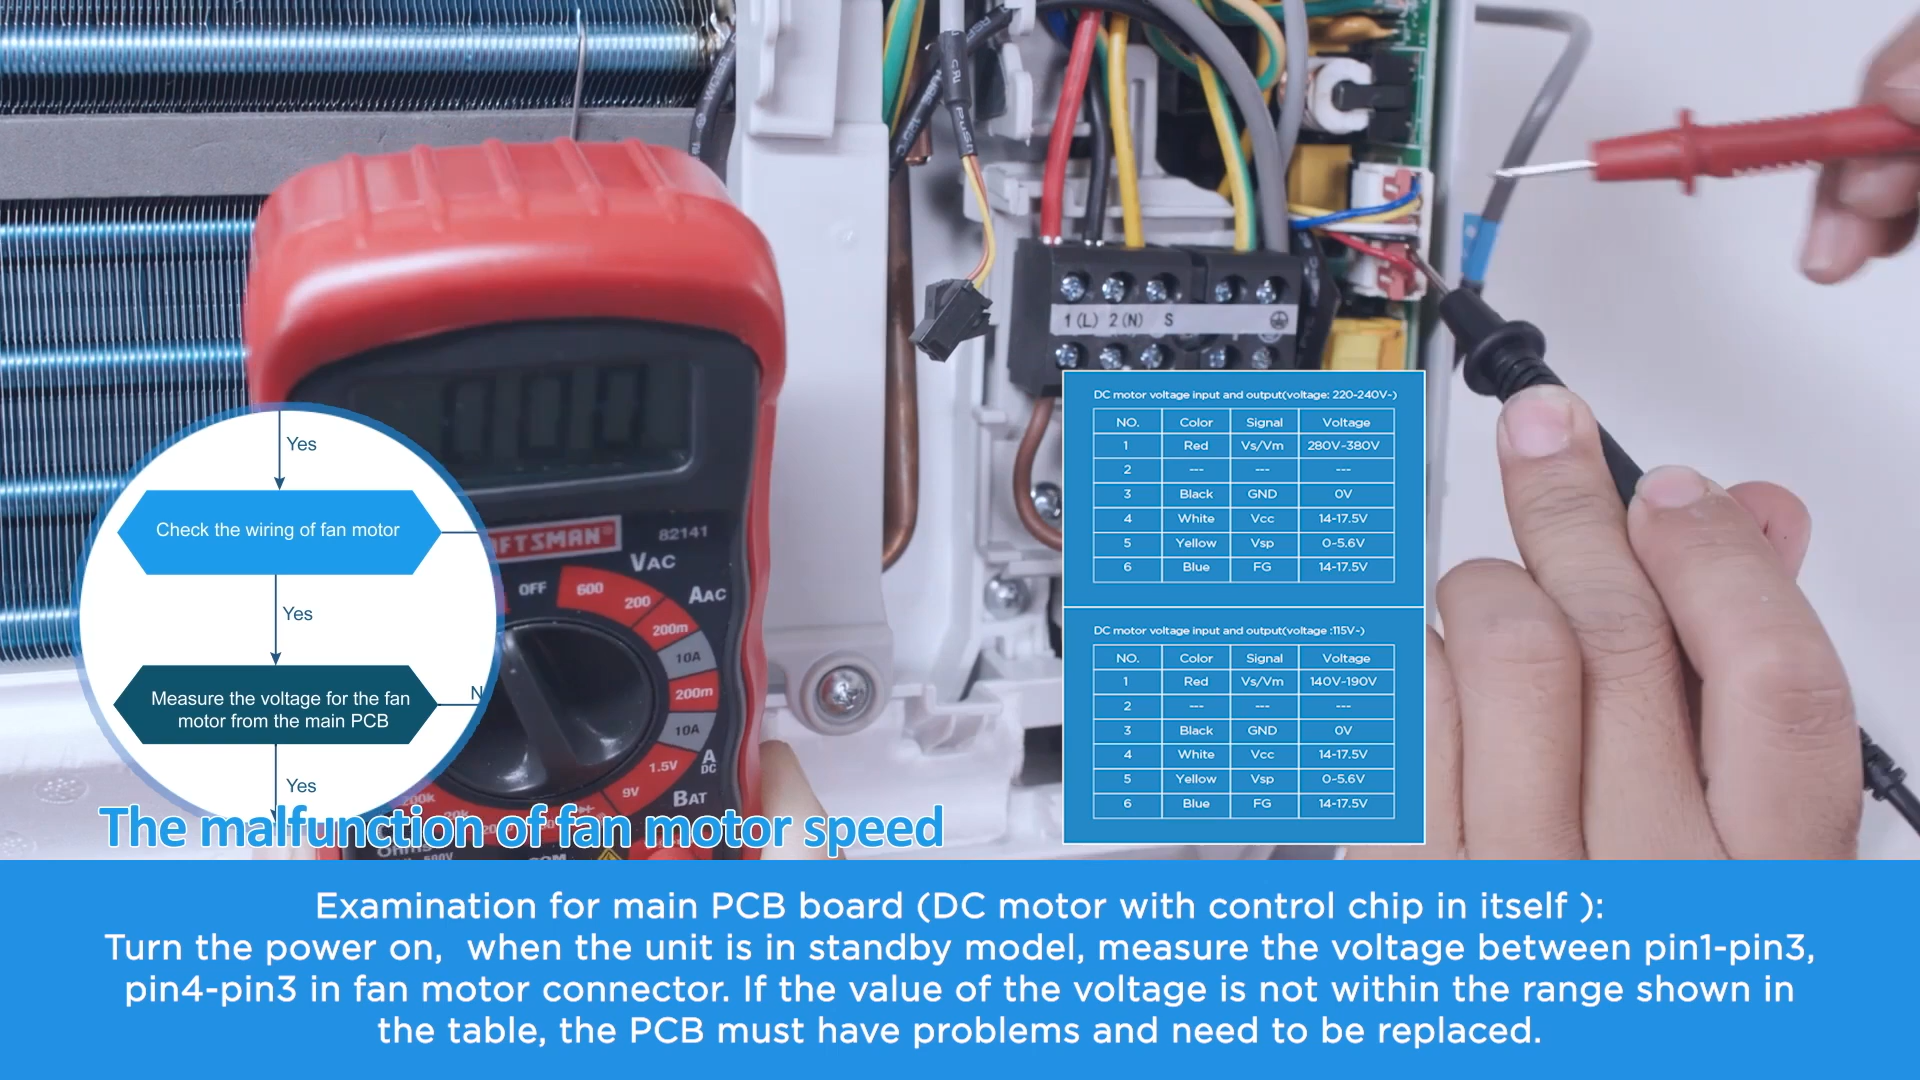 1 (L) 2 (N) S
Yes
Check the wiring of fan motor
Yes
Measure the voltage for the fan
motor from the main PCB
N
Yes
AFTSMAN®
82141
VAC
OFF
600
200
AAC
200m
10A
200m
10A
A
DC
1.5V
9V
BAT
200k
20k
The malfunction of fan motor speed
DC motor voltage input and output(voltage: 220-240V~)
NO. Color Signal Voltage
1 Red Vs/Vm 280V~380V
2 --- --- ---
3 Black GND 0V
4 White Vcc 14-17.5V
5 Yellow Vsp 0~5.6V
6 Blue FG 14-17.5V
DC motor voltage input and output(voltage :115V~)
NO. Color Signal Voltage
1 Red Vs/Vm 140V~190V
2 --- --- ---
3 Black GND 0V
4 White Vcc 14-17.5V
5 Yellow Vsp 0~5.6V
6 Blue FG 14-17.5V
Examination for main PCB board (DC motor with control chip in itself ):
Turn the power on, when the unit is in standby model, measure the voltage between pin1-pin3,
pin4-pin3 in fan motor connector. If the value of the voltage is not within the range shown in
the table, the PCB must have problems and need to be replaced.